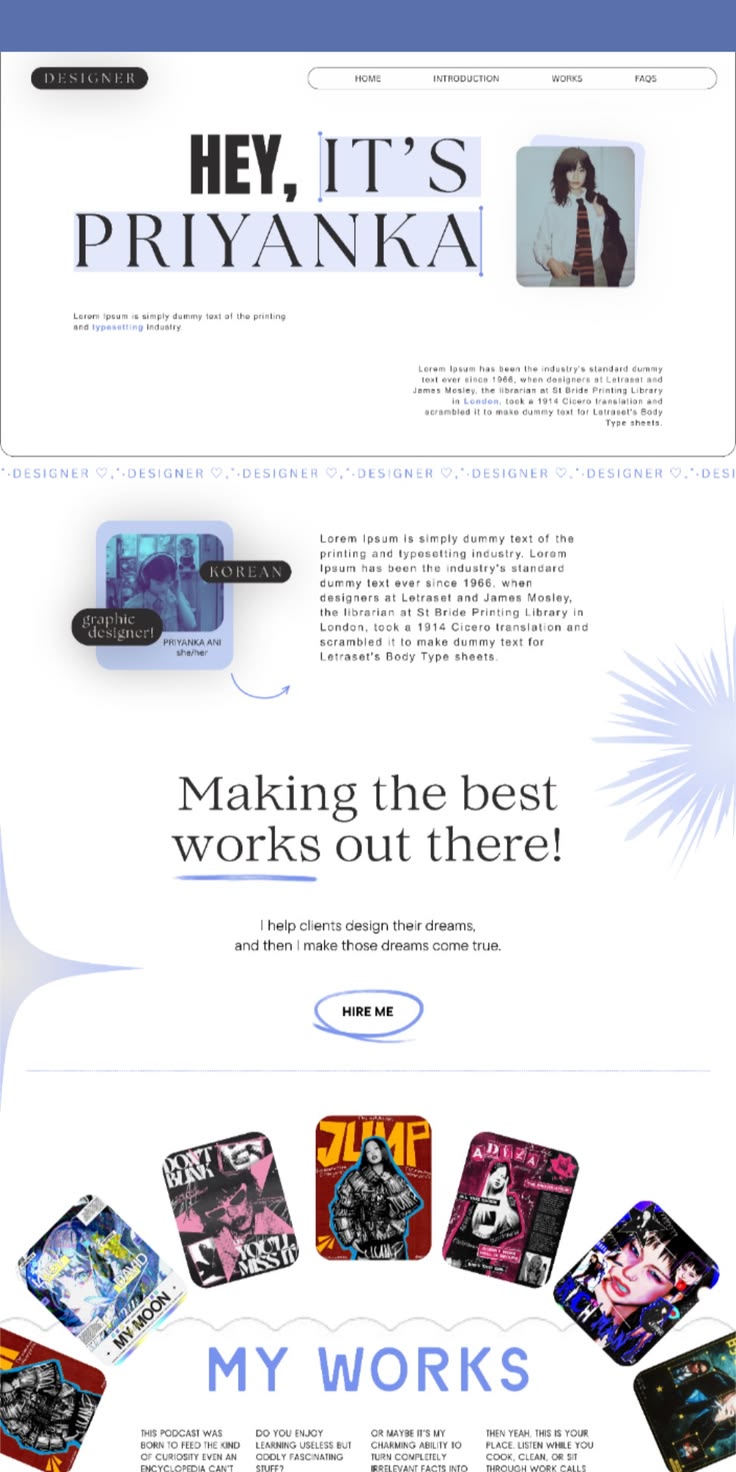 DESIGNER
HOME INTRODUCTION WORKS FAQS
HEY, IT'S
PRIYANKA
Lorem Ipsum is simply dummy text of the printing
and typesetting industry
Lorem Ipsum has been the industry's standard dummy
text ever since 1966, when designers at Letraset and
James Mosley, the librarian at St Bride Printing Library
in London, took a 1914 Cicero translation and
scrambled it to make dummy text for Letraset's Body
Type sheets.
DESIGNER ♡,*·DESIGNER ♡,*·DESIGNER ♡,*·DESIGNER ♡,*·DESIGNER ♡,*·DESIGNER ♡,*·DESI
KOREAN
graphic
designer!
PRIYANKA ANI
she/her
Lorem Ipsum is simply dummy text of the
printing and typesetting industry. Lorem
Ipsum has been the industry's standard
dummy text ever since 1966, when
designers at Letraset and James Mosley,
the librarian at St Bride Printing Library in
London, took a 1914 Cicero translation and
scrambled it to make dummy text for
Letraset's Body Type sheets.
Making the best
works out there!
I help clients design their dreams,
and then I make those dreams come true.
HIRE ME
JUMP
DON'T
BLINK
YOU'LL
MISS IT
MY MOON
MY WORKS
THIS PODCAST WAS
BORN TO FEED THE KIND
OF CURIOSITY EVEN AN
ENCYCLOPEDIA CAN'T
DO YOU ENJOY
LEARNING USELESS BUT
ODDLY FASCINATING
STUFF?
OR MAYBE IT'S MY
CHARMING ABILITY TO
TURN COMPLETELY
IRRELEVANT FACTS INTO
THEN YEAH, THIS IS YOUR
PLACE. LISTEN WHILE YOU
COOK, CLEAN, OR SIT
THROUGH WORK CALLS